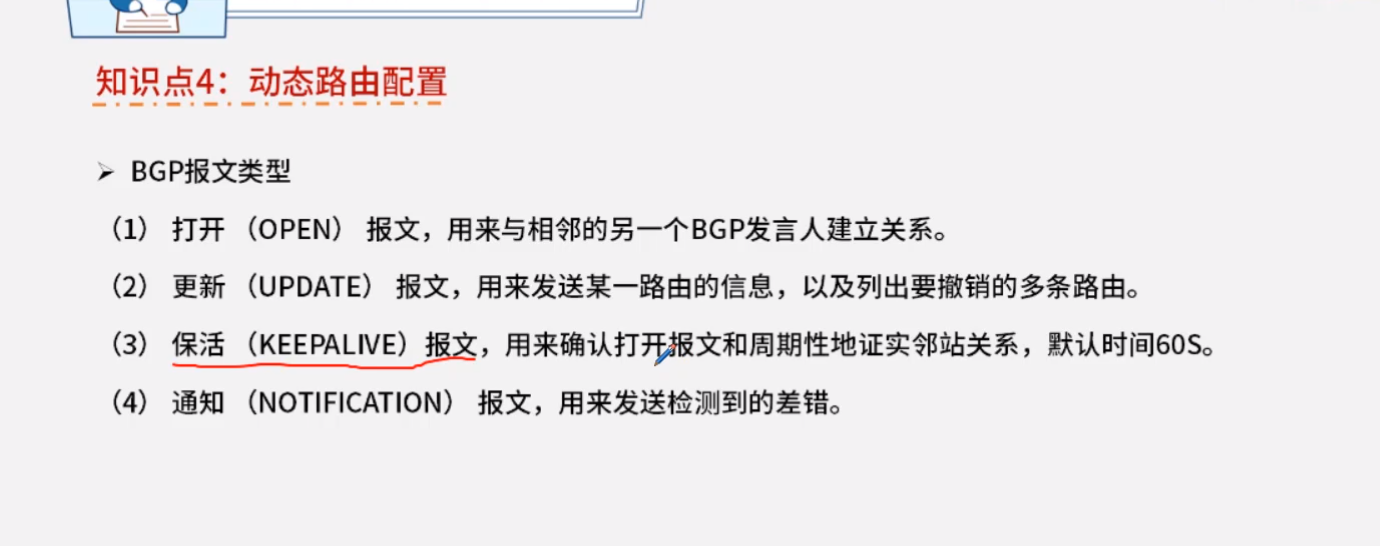 知识点4：动态路由配置
➢ BGP报文类型
（1） 打开 （OPEN） 报文，用来与相邻的另一个BGP发言人建立关系。
（2） 更新 （UPDATE） 报文，用来发送某一路由的信息，以及列出要撤销的多条路由。
（3） 保活 （KEEPALIVE）报文，用来确认打开报文和周期性地证实邻站关系，默认时间60S。
（4） 通知 （NOTIFICATION） 报文，用来发送检测到的差错。